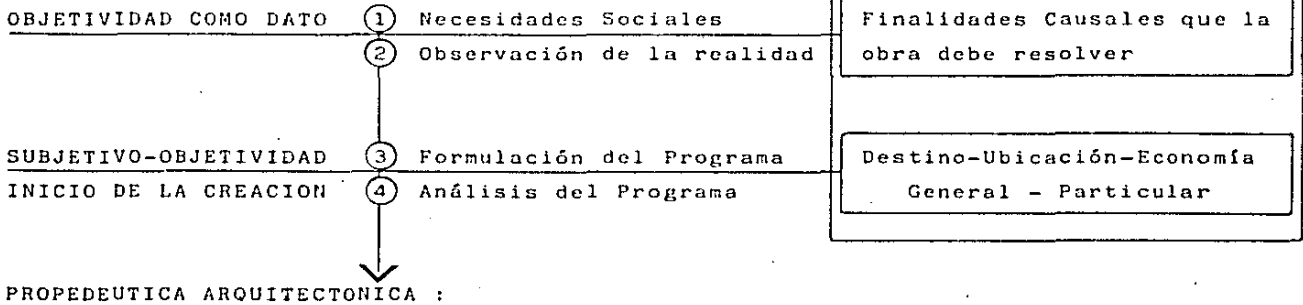 OBJETIVIDAD COMO DATO 1 Necesidades Sociales Finalidades Causales que la
2 Observación de la realidad obra debe resolver
SUBJETIVO-OBJETIVIDAD 3 Formulación del Programa Destino-Ubicación-Economía
INICIO DE LA CREACION 4 Análisis del Programa General - Particular
PROPEDEUTICA ARQUITECTONICA :